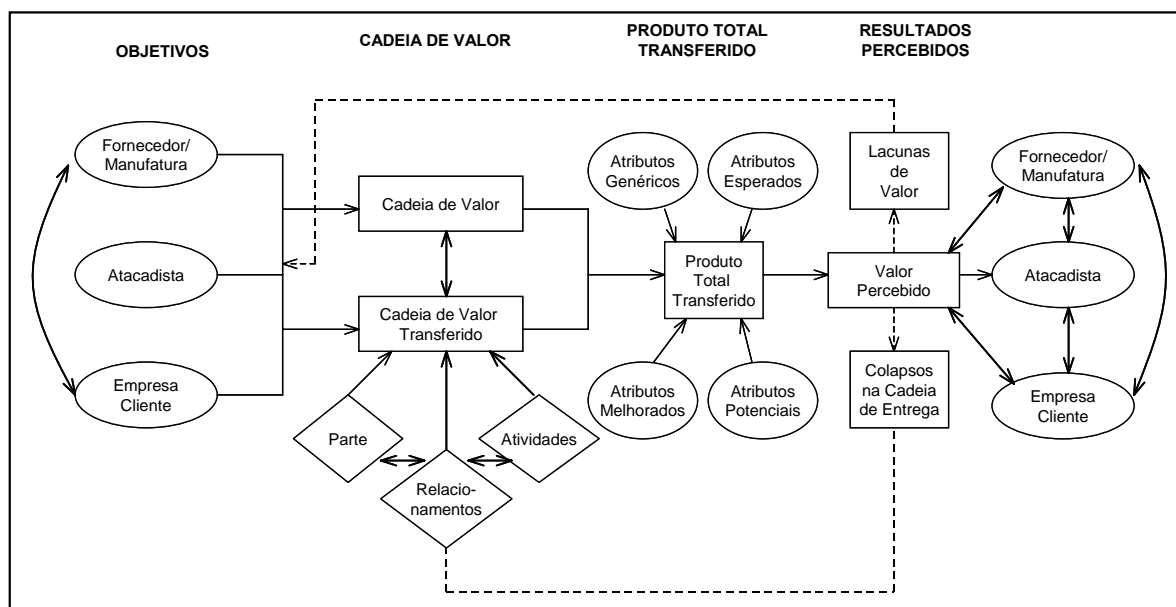 OBJETIVOS
CADEIA DE VALOR
PRODUTO TOTAL
TRANSFERIDO
RESULTADOS
PERCEBIDOS
Fornecedor/
Manufatura
Atacadista
Empresa
Cliente
Cadeia de Valor
Cadeia de Valor
Transferido
Parte
Atividades
Relacio-
namentos
Atributos
Genéricos
Atributos
Esperados
Produto
Total
Transferido
Atributos
Melhorados
Atributos
Potenciais
Lacunas
de
Valor
Valor
Percebido
Colapsos
na Cadeia
de Entrega
Fornecedor/
Manufatura
Atacadista
Empresa
Cliente